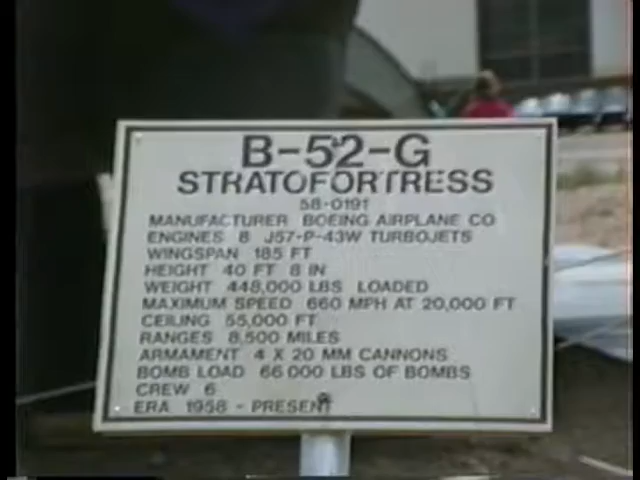 B-52-G
STRATOFORTRESS
58-0191
MANUFACTURER BOEING AIRPLANE CO
ENGINES 8 J57-P-43W TURBOJETS
WINGSPAN 185 FT
HEIGHT 40 FT 8 IN
WEIGHT 448,000 LBS LOADED
MAXIMUM SPEED 660 MPH AT 20,000 FT
CEILING 55,000 FT
RANGES 8,500 MILES
ARMAMENT 4 X 20 MM CANNONS
BOMB LOAD 66 000 LBS OF BOMBS
CREW 6
ERA 1958 - PRESENT